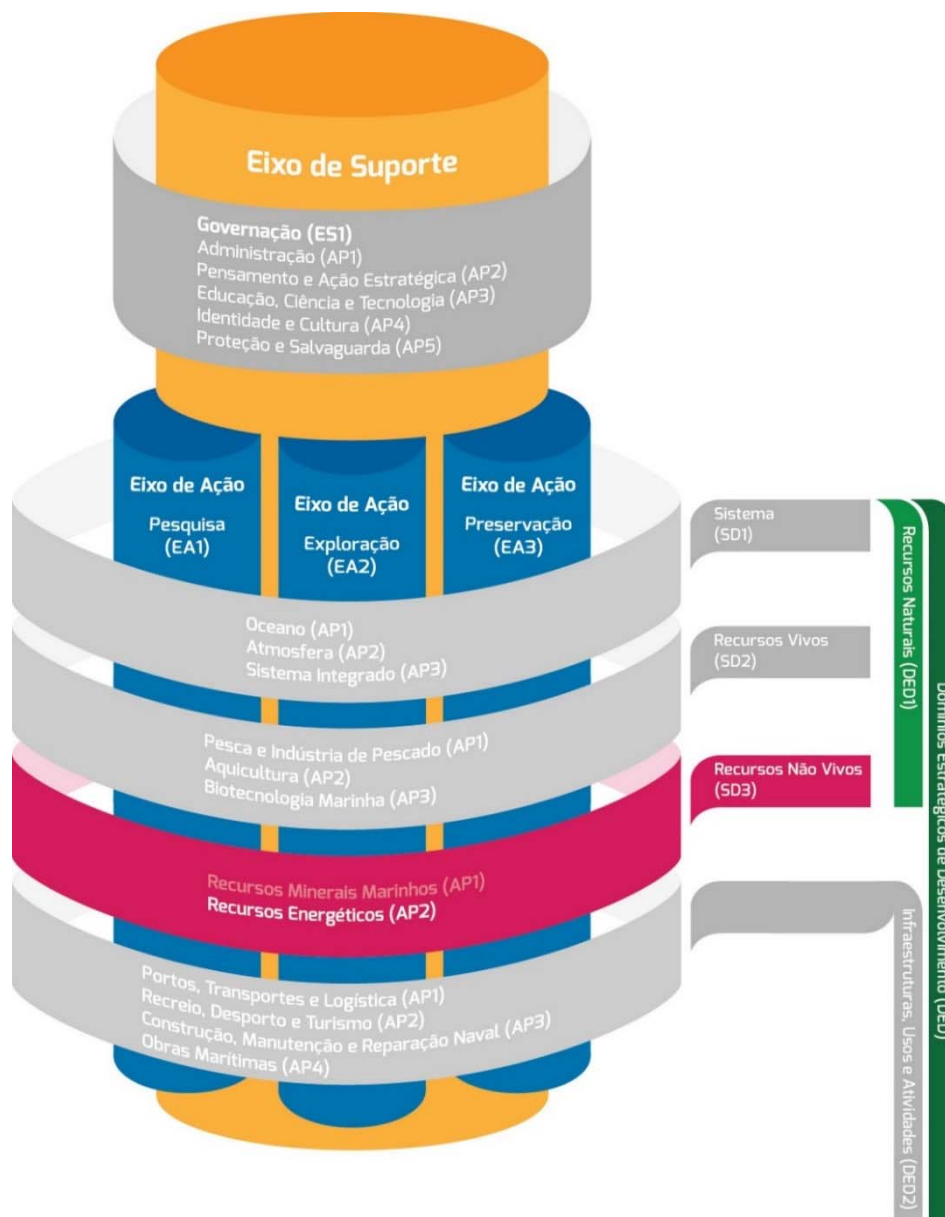 Eixo de Suporte
Governação (ES1)
Administração (AP1)
Pensamento e Ação Estratégica (AP2)
Educação, Ciência e Tecnologia (AP3)
Identidade e Cultura (AP4)
Proteção e Salvaguarda (AP5)
Eixo de Ação
Pesquisa
(EA1)
Eixo de Ação
Exploração
(EA2)
Eixo de Ação
Preservação
(EA3)
Oceano (AP1)
Atmosfera (AP2)
Sistema Integrado (AP3)
Pesca e Indústria de Pescado (AP1)
Aquicultura (AP2)
Biotecnologia Marinha (AP3)
Recursos Minerais Marinhos (AP1)
Recursos Energéticos (AP2)
Portos, Transportes e Logística (AP1)
Recreio, Desporto e Turismo (AP2)
Construção, Manutenção e Reparação Naval (AP3)
Obras Marítimas (AP4)
Sistema
(SD1)
Recursos Vivos
(SD2)
Recursos Não Vivos
(SD3)
Recursos Naturais (DED1)
Infraestruturas, Usos e Atividades (DED2)
Domínios Estratégicos de Desenvolvimento (DED)